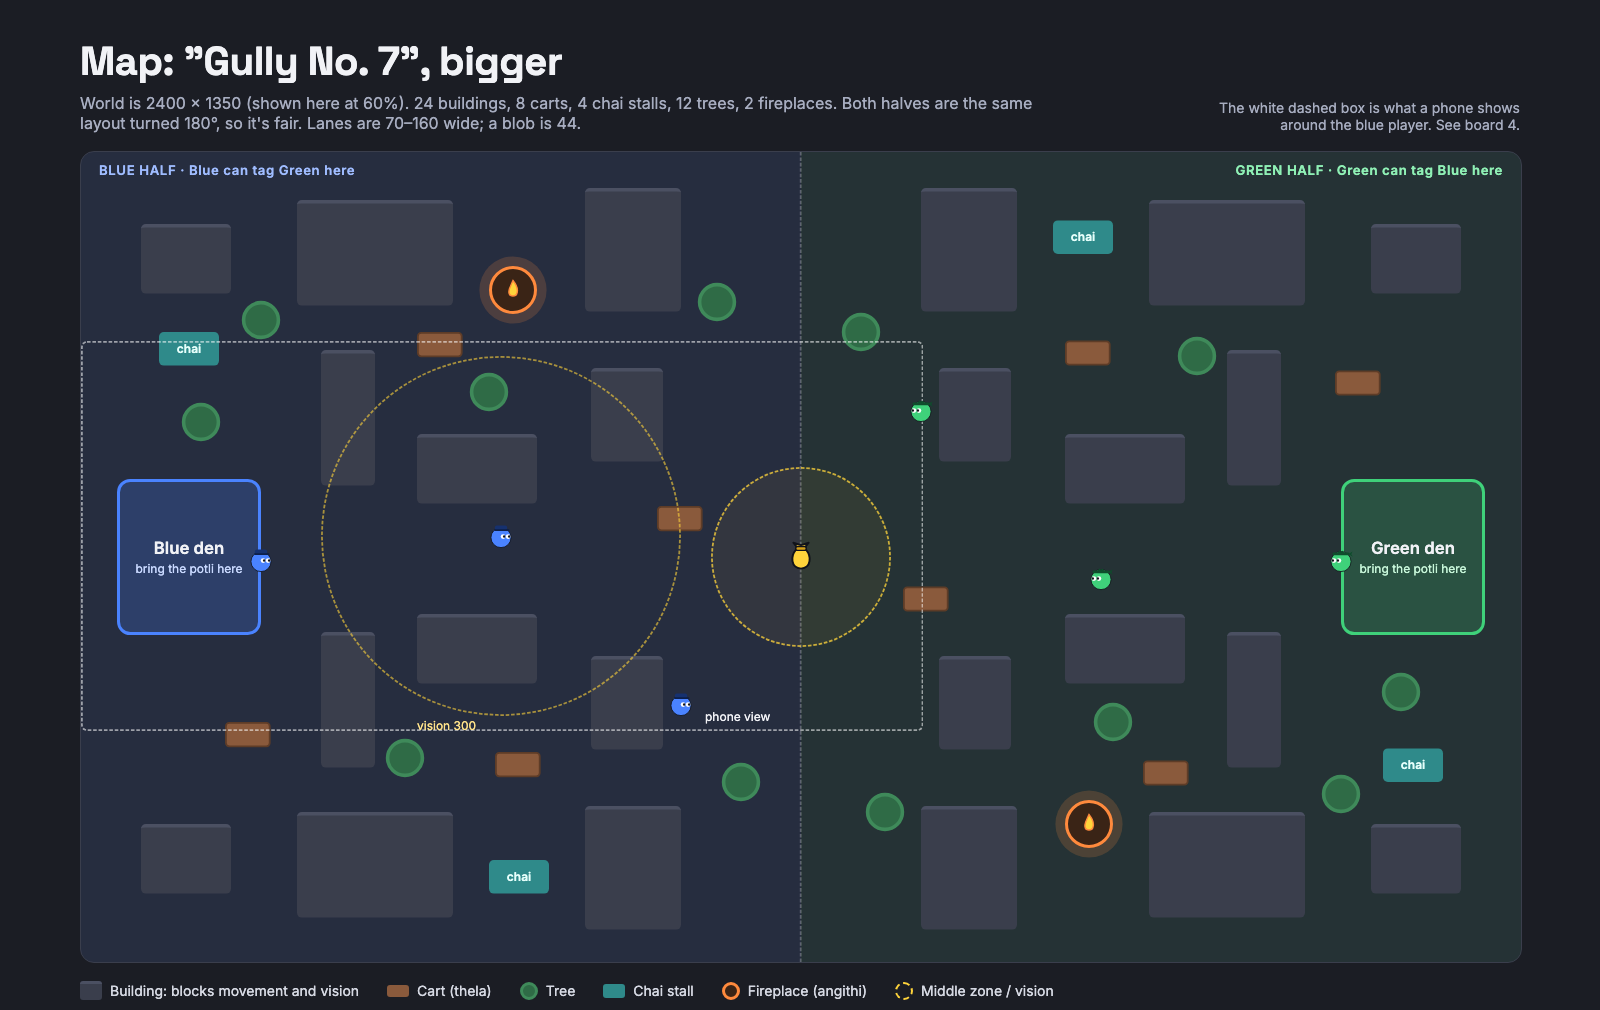 Map: ”Gully No. 7”, bigger
World is 2400 × 1350 (shown here at 60%). 24 buildings, 8 carts, 4 chai stalls, 12 trees, 2 fireplaces. Both halves are the same
layout turned 180°, so it's fair. Lanes are 70–160 wide; a blob is 44.
The white dashed box is what a phone shows
around the blue player. See board 4.
BLUE HALF · Blue can tag Green here
GREEN HALF · Green can tag Blue here
chai
chai
Blue den
bring the potli here
Green den
bring the potli here
phone view
vision 300
chai
chai
Building: blocks movement and vision
Cart (thela)
Tree
Chai stall
Fireplace (angithi)
Middle zone / vision